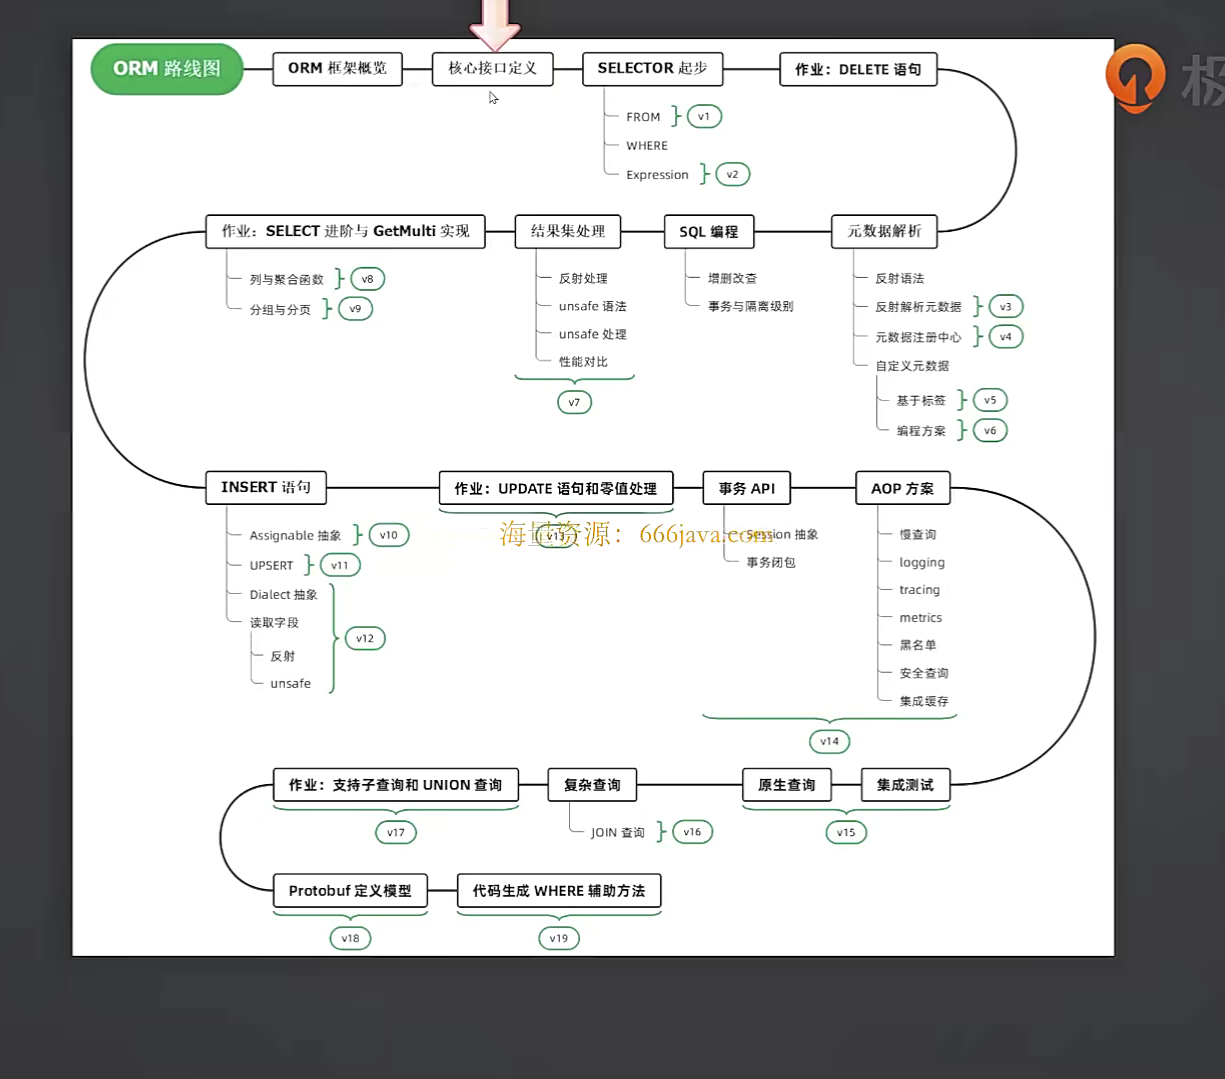 ORM 路线图
ORM 框架概览
核心接口定义
SELECTOR 起步
作业：DELETE 语句
极
FROM
v1
WHERE
Expression
v2
作业：SELECT 进阶与 GetMulti 实现
结果集处理
SQL 编程
元数据解析
列与聚合函数
v8
分组与分页
v9
反射处理
unsafe 语法
unsafe 处理
性能对比
v7
增删改查
事务与隔离级别
反射语法
反射解析元数据
v3
元数据注册中心
v4
自定义元数据
基于标签
v5
编程方案
v6
INSERT 语句
作业：UPDATE 语句和零值处理
事务 API
AOP 方案
Assignable 抽象
v10
UPSERT
v11
Dialect 抽象
读取字段
反射
unsafe
v12
v13
海量资源：666java.com
Session 抽象
事务闭包
慢查询
logging
tracing
metrics
黑名单
安全查询
集成缓存
v14
作业：支持子查询和 UNION 查询
复杂查询
原生查询
集成测试
v17
JOIN 查询
v16
v15
Protobuf 定义模型
代码生成 WHERE 辅助方法
v18
v19